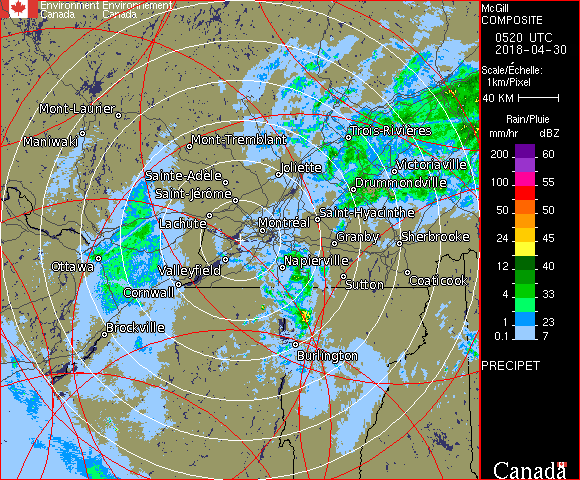 Environment Environnement
Canada Canada
McGill
COMPOSITE
0520 UTC
2018-04-30
Scale/Échelle:
1km/Pixel
40 KM
Rain/Pluie
mm/hr dBZ
200 60
100 55
50 50
24 45
12 40
4 33
1 23
0.1 7
PRECIPET
Canada
Mont-Laurier
Maniwaki
Mont-Tremblant
Trois-Rivières
Joliette
Victoriaville
Sainte-Adèle
Drummondville
Saint-Jérôme
Lachute
Montréal
Saint-Hyacinthe
Granby
Sherbrooke
Ottawa
Valleyfield
Napierville
Cornwall
Sutton
Coaticook
Brockville
Burlington